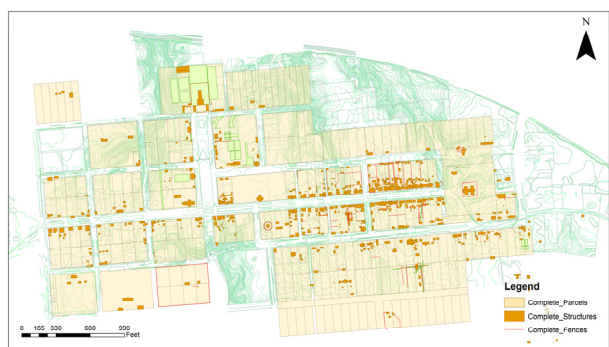 N
Legend
Complete_Parcels
Complete_Structures
Complete_Fences
0 165 330 660 990
Feet